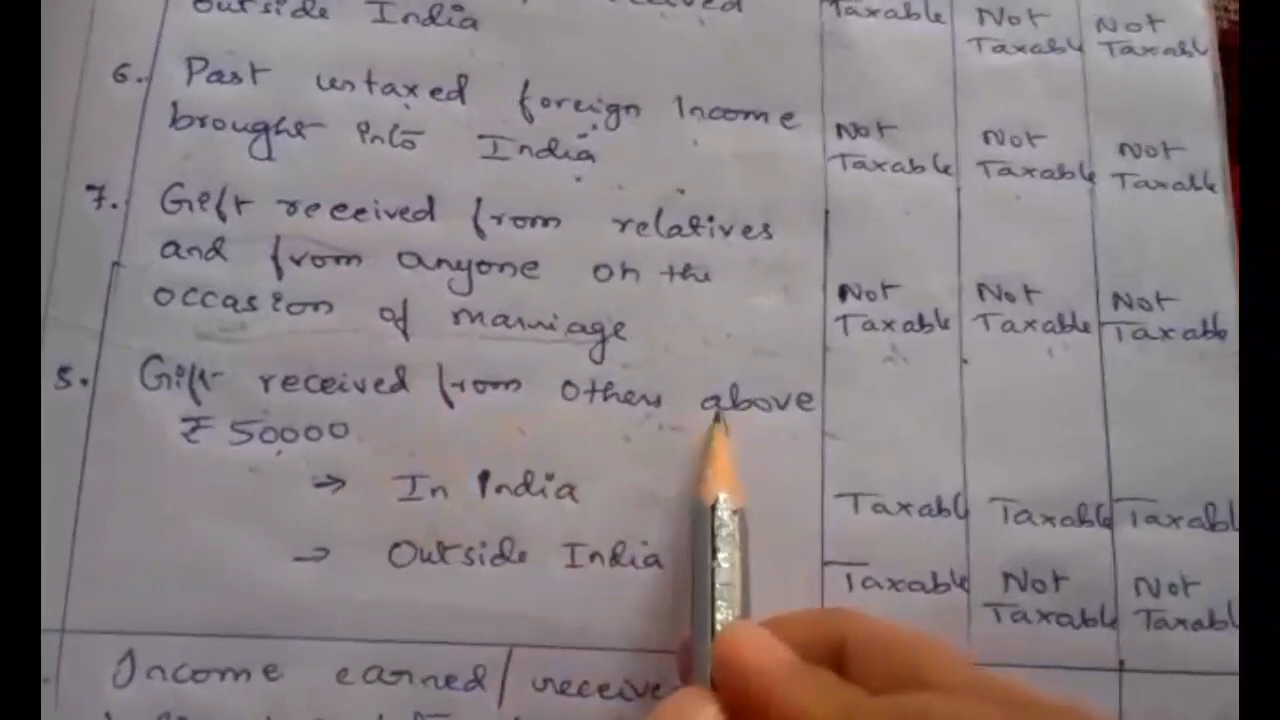 outside India Taxable Not Taxable Not Taxable
6. Past untaxed foreign Income
brought into India Not Taxable Not Taxable Not Taxable
7. Gift received from relatives
and from anyone on the
occasion of marriage Not Taxable Not Taxable Not Taxable
8. Gift received from others above
₹ 50000
→ In India Taxable Taxable Taxabl
→ Outside India Taxable Not Taxable Not Taxabl
Income earned/receive